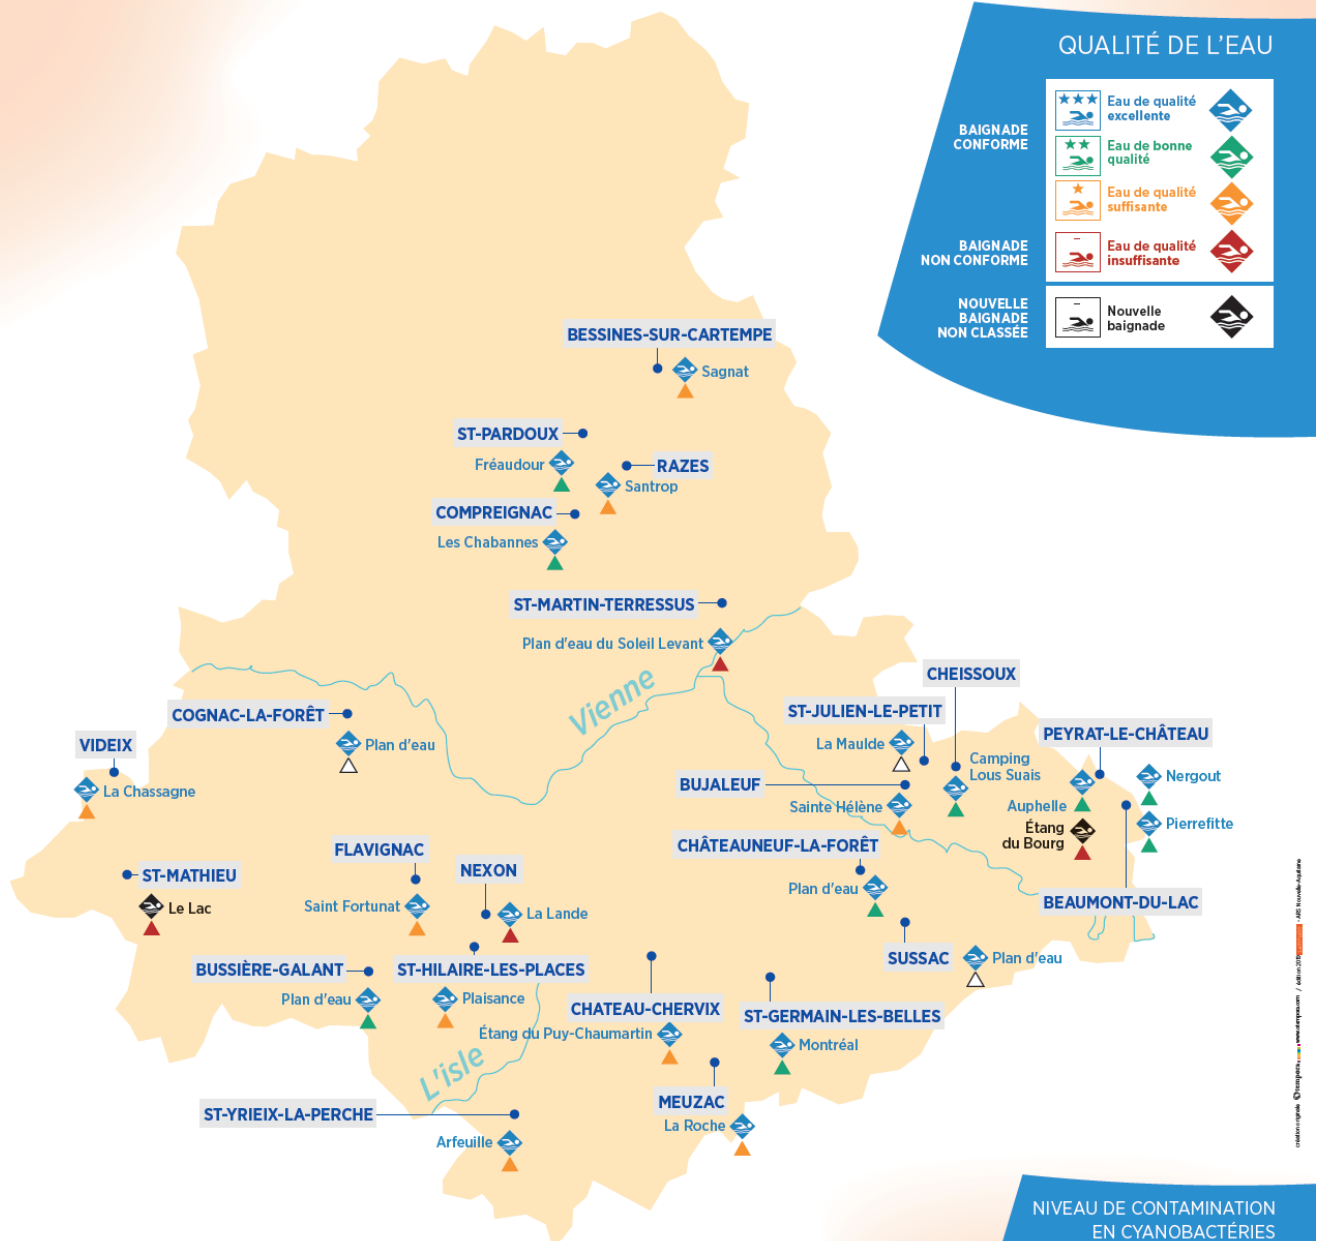 QUALITÉ DE L'EAU
BAIGNADE
CONFORME
Eau de qualité
excellente
Eau de bonne
qualité
Eau de qualité
suffisante
BAIGNADE
NON CONFORME
Eau de qualité
insuffisante
NOUVELLE
BAIGNADE
NON CLASSÉE
Nouvelle
baignade
BESSINES-SUR-CARTEMPE
Sagnat
ST-PARDOUX
Fréaudour
RAZES
Santrop
COMPREIGNAC
Les Chabannes
ST-MARTIN-TERRESSUS
Plan d'eau du Soleil Levant
Vienne
CHEISSOUX
COGNAC-LA-FORÊT
Plan d'eau
ST-JULIEN-LE-PETIT
La Maulde
PEYRAT-LE-CHÂTEAU
VIDEIX
La Chassagne
Camping
Lous Suais
Nergout
BUJALEUF
Sainte Hélène
Auphelle
Pierrefitte
Étang
du Bourg
FLAVIGNAC
CHÂTEAUNEUF-LA-FORÊT
NEXON
ST-MATHIEU
Le Lac
Saint Fortunat
La Lande
Plan d'eau
BEAUMONT-DU-LAC
SUSSAC
Plan d'eau
BUSSIÈRE-GALANT
Plan d'eau
ST-HILAIRE-LES-PLACES
Plaisance
CHATEAU-CHERVIX
Étang du Puy-Chaumartin
ST-GERMAIN-LES-BELLES
Montréal
L'isle
MEUZAC
La Roche
ST-YRIEIX-LA-PERCHE
Arfeuille
NIVEAU DE CONTAMINATION
EN CYANOBACTÉRIES